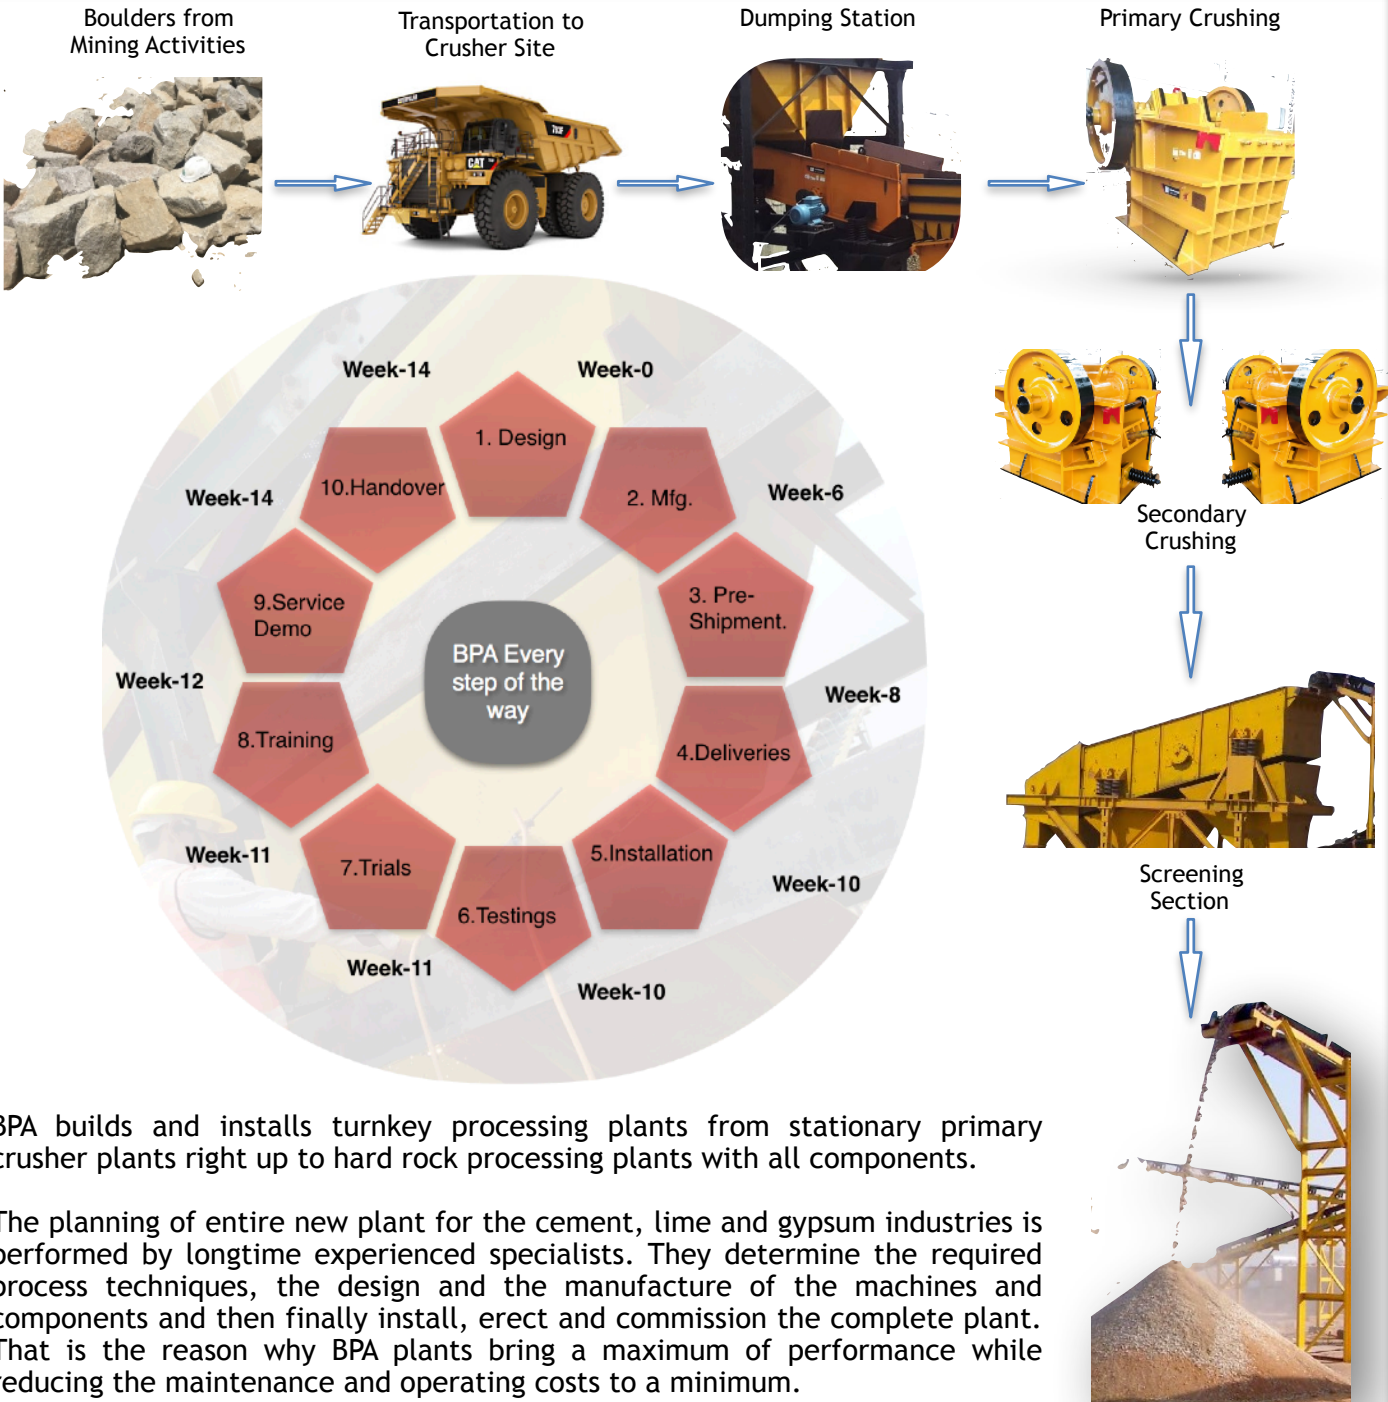 Boulders from
Mining Activities
Transportation to
Crusher Site
Dumping Station
Primary Crushing
CAT
793F
Secondary
Crushing
Screening
Section
Week-14
Week-0
1. Design
10.Handover
2. Mfg.
Week-14
Week-6
9.Service
Demo
3. Pre-
Shipment.
BPA Every
step of the
way
Week-12
Week-8
8.Training
4.Deliveries
Week-11
7.Trials
5.Installation
Week-10
6.Testings
Week-11
Week-10
BPA builds and installs turnkey processing plants from stationary primary
crusher plants right up to hard rock processing plants with all components.
The planning of entire new plant for the cement, lime and gypsum industries is
performed by longtime experienced specialists. They determine the required
process techniques, the design and the manufacture of the machines and
components and then finally install, erect and commission the complete plant.
That is the reason why BPA plants bring a maximum of performance while
reducing the maintenance and operating costs to a minimum.